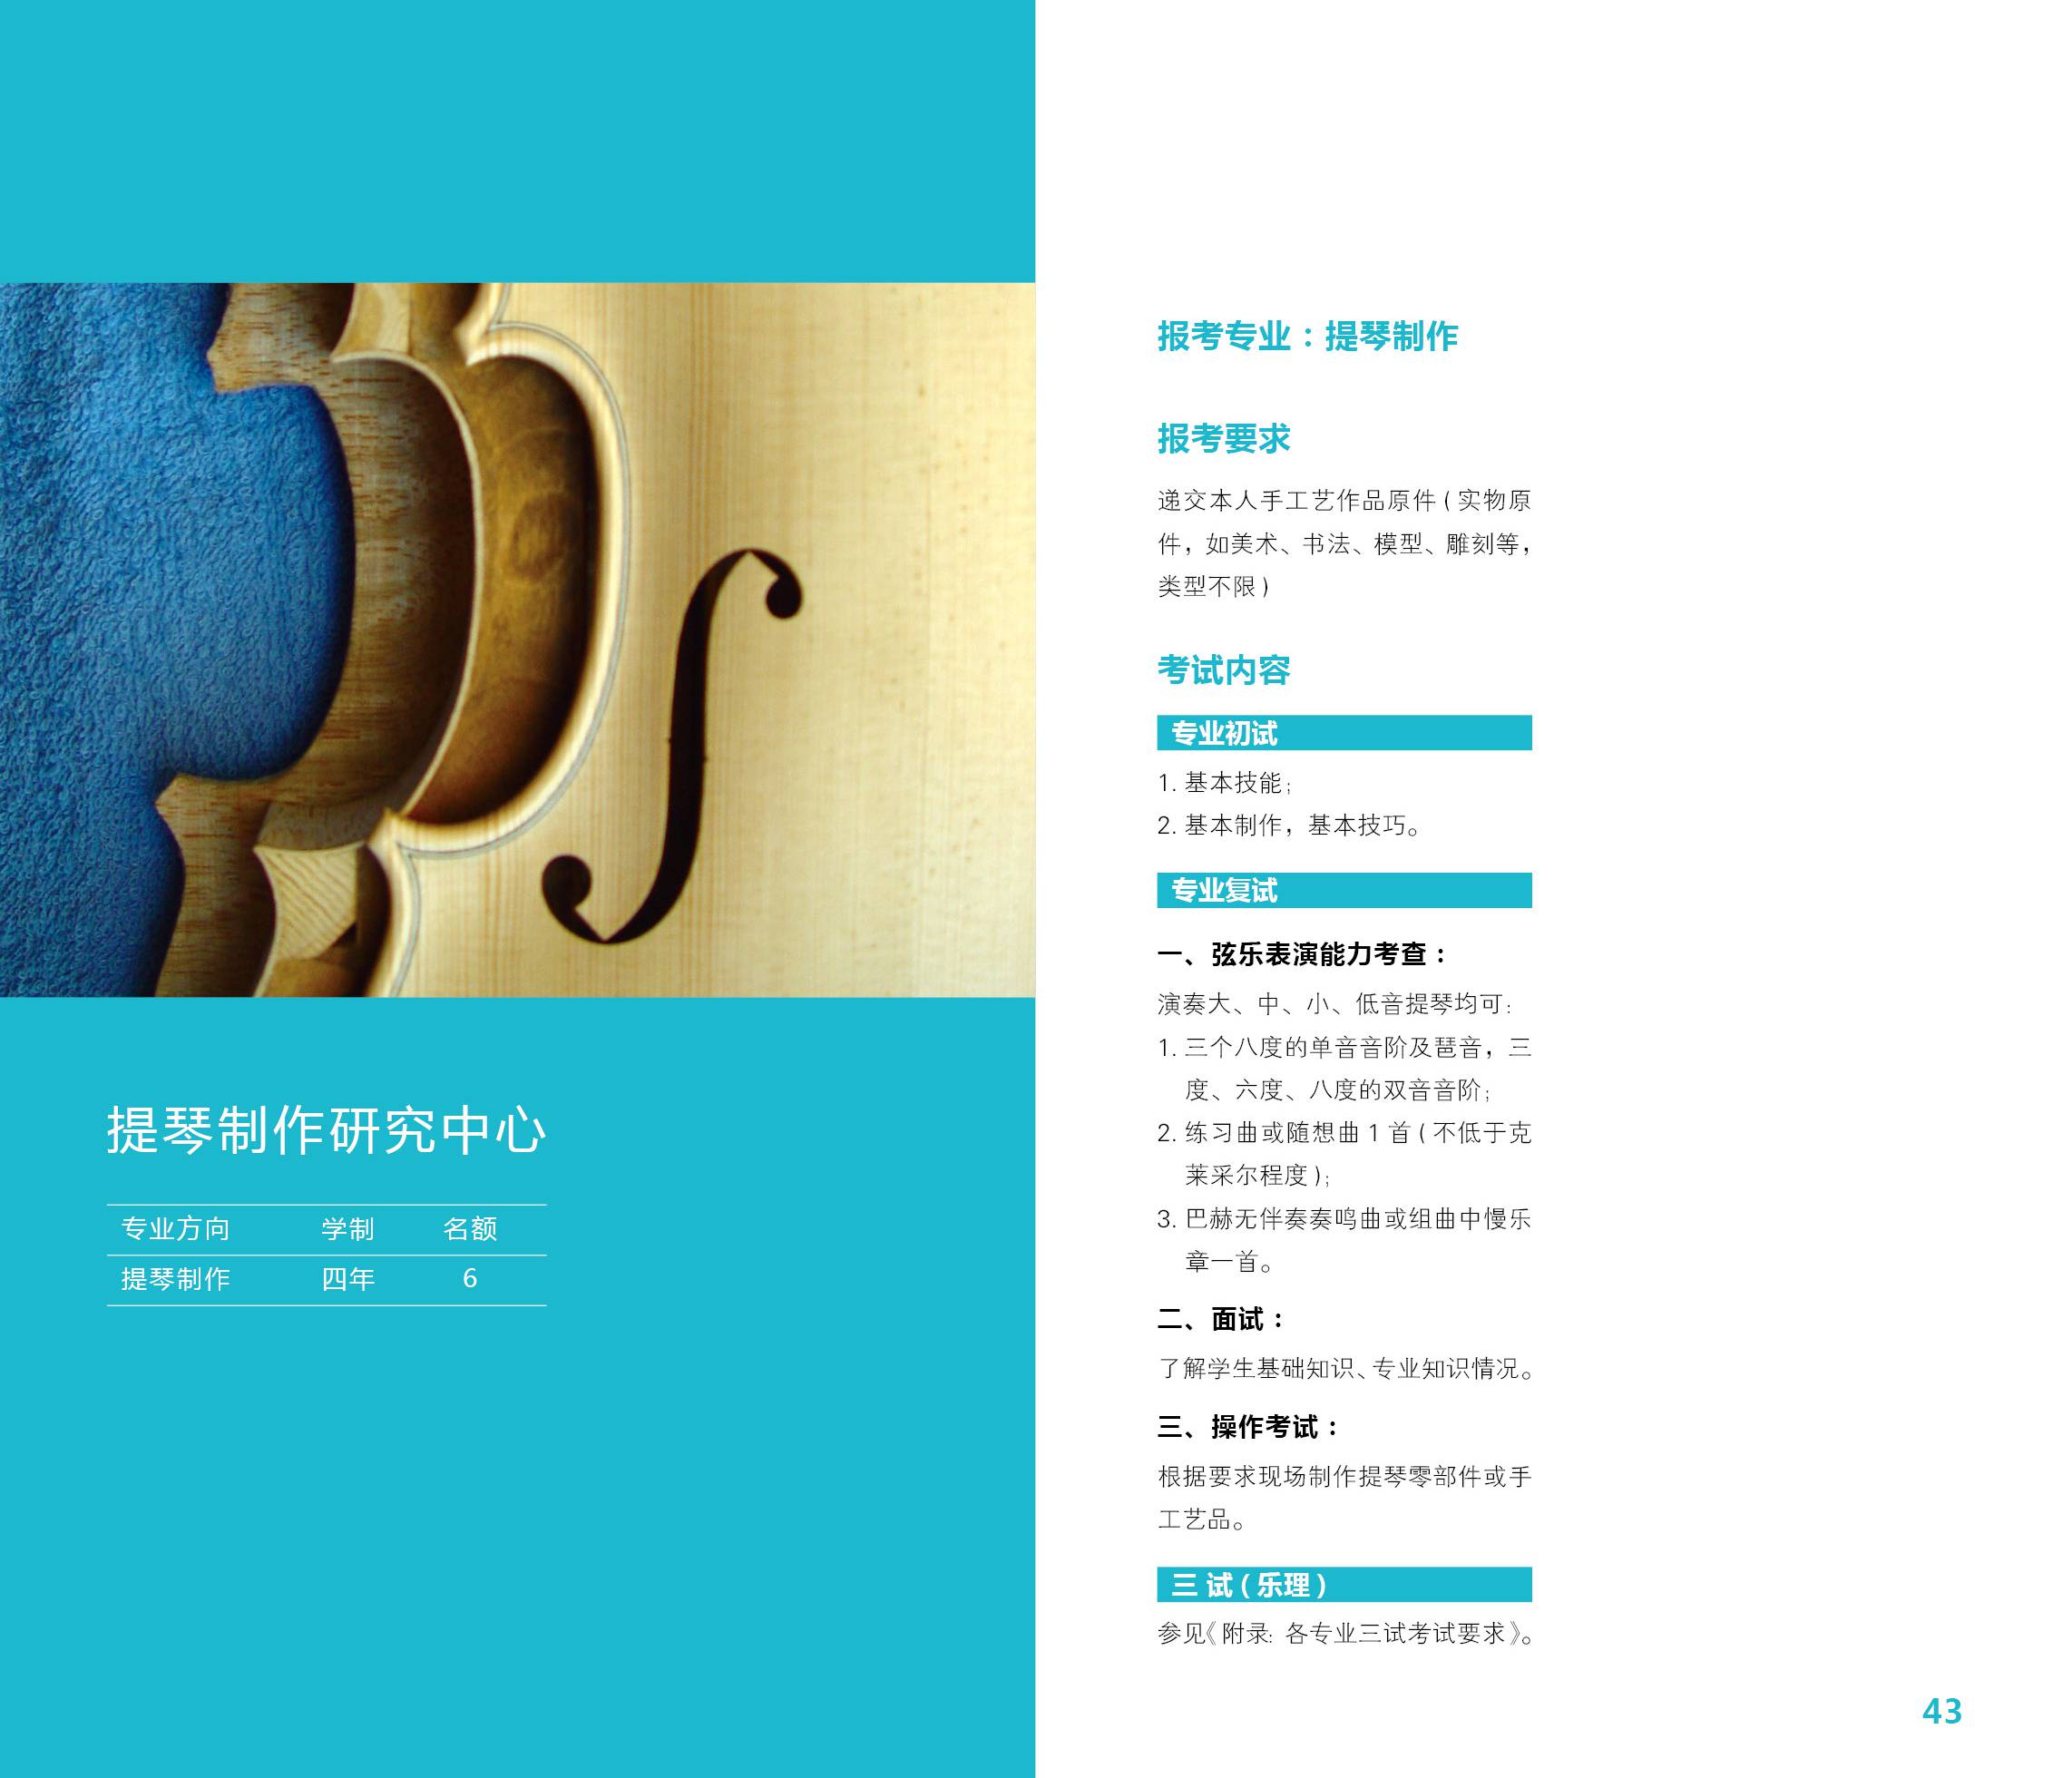 提琴制作研究中心
专业方向 学制 名额
提琴制作 四年 6
报考专业：提琴制作
报考要求
递交本人手工艺作品原件(实物原
件，如美术、书法、模型、雕刻等，
类型不限)
考试内容
专业初试
1. 基本技能；
2. 基本制作，基本技巧。
专业复试
一、弦乐表演能力考查：
演奏大、中、小、低音提琴均可：
1. 三个八度的单音音阶及琶音，三
度、六度、八度的双音音阶；
2. 练习曲或随想曲 1 首(不低于克
莱采尔程度)；
3. 巴赫无伴奏奏鸣曲或组曲中慢乐
章一首。
二、面试：
了解学生基础知识、专业知识情况。
三、操作考试：
根据要求现场制作提琴零部件或手
工艺品。
三 试(乐理)
参见《附录：各专业三试考试要求》。
43